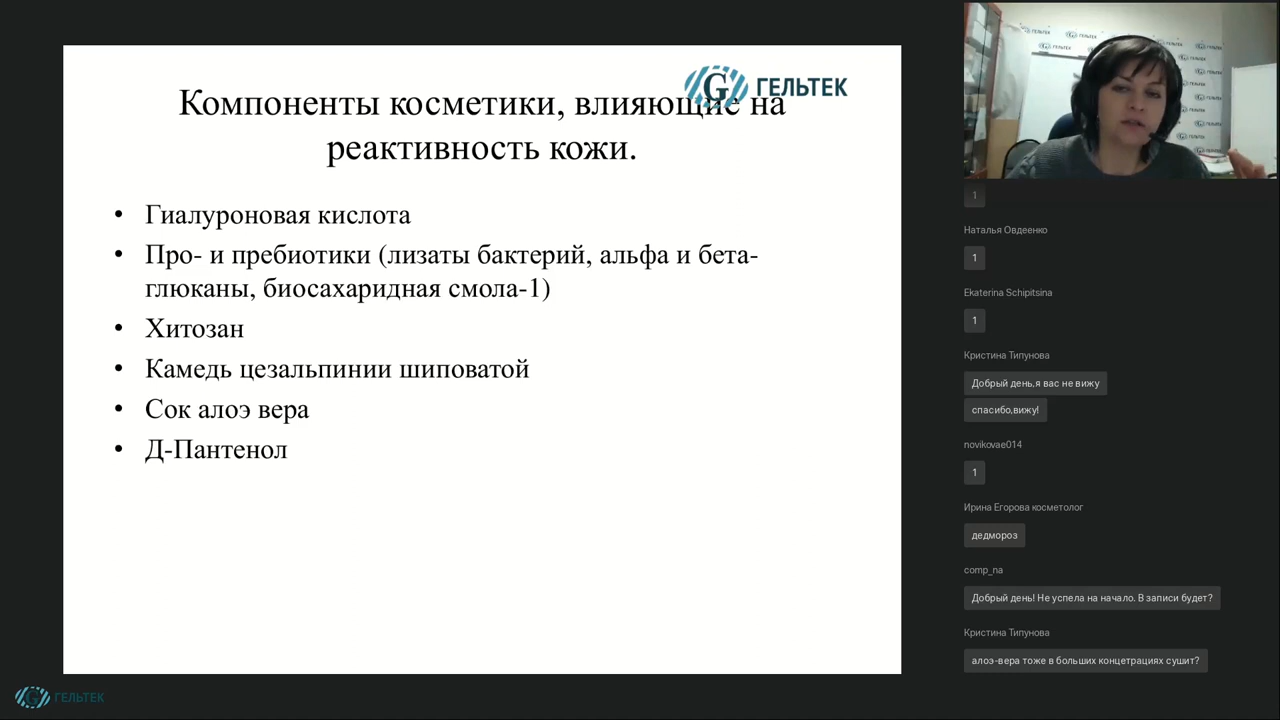 ГЕЛЬТЕК
Компоненты косметики, влияющие на
реактивность кожи.
• Гиалуроновая кислота
• Про- и пребиотики (лизаты бактерий, альфа и бета-
глюканы, биосахаридная смола-1)
• Хитозан
• Камедь цезальпинии шиповатой
• Сок алоэ вера
• Д-Пантенол
ГЕЛЬТЕК
1
Наталья Овдеенко
1
Ekaterina Schipitsina
1
Кристина Типунова
Добрый день.я вас не вижу
спасибо,вижу!
novikovae014
1
Ирина Егорова косметолог
дедмороз
comp_na
Добрый день! Не успела на начало. В записи будет?
Кристина Типунова
алоэ-вера тоже в больших концетрациях сушит?